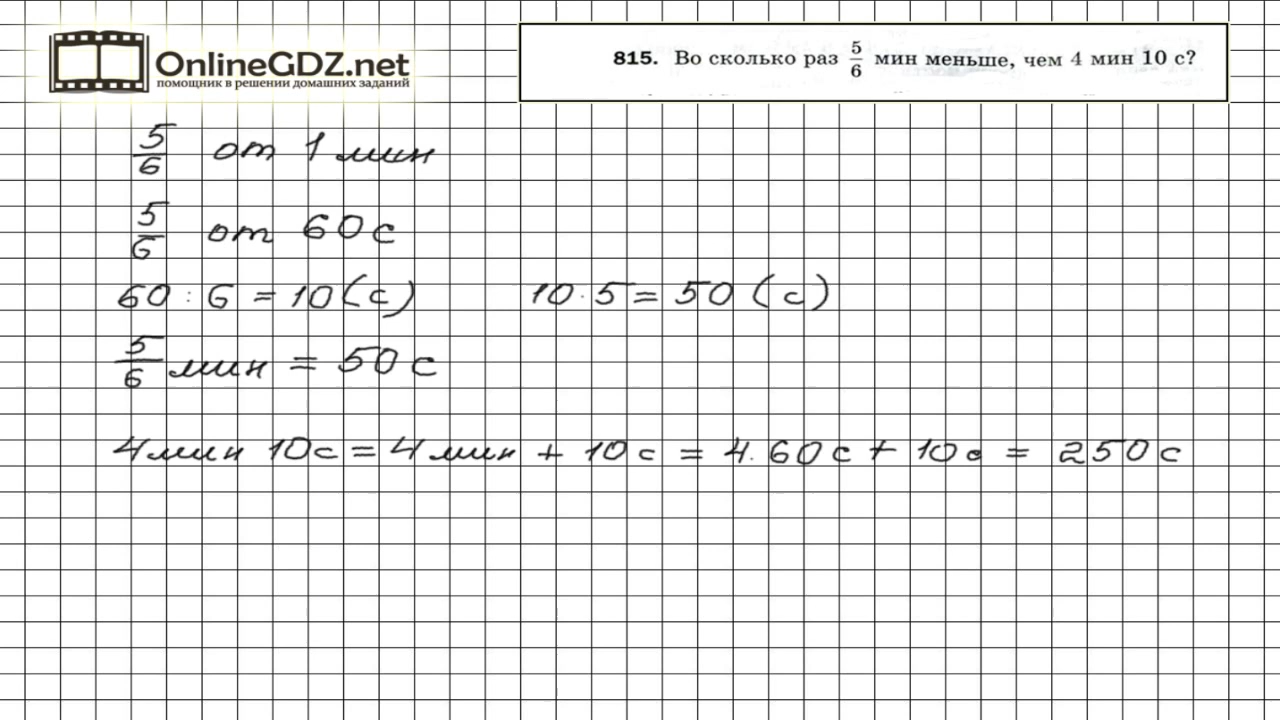 OnlineGDZ.net
помощник в решении домашних заданий
815. Во сколько раз 5/6 мин меньше, чем 4 мин 10 с?
5/6 от 1 мин
5/6 от 60 с
60 : 6 = 10 (с) 10 · 5 = 50 (с)
5/6 мин = 50 с
4 мин 10 с = 4 мин + 10 с = 4 · 60 с + 10 с = 250 с